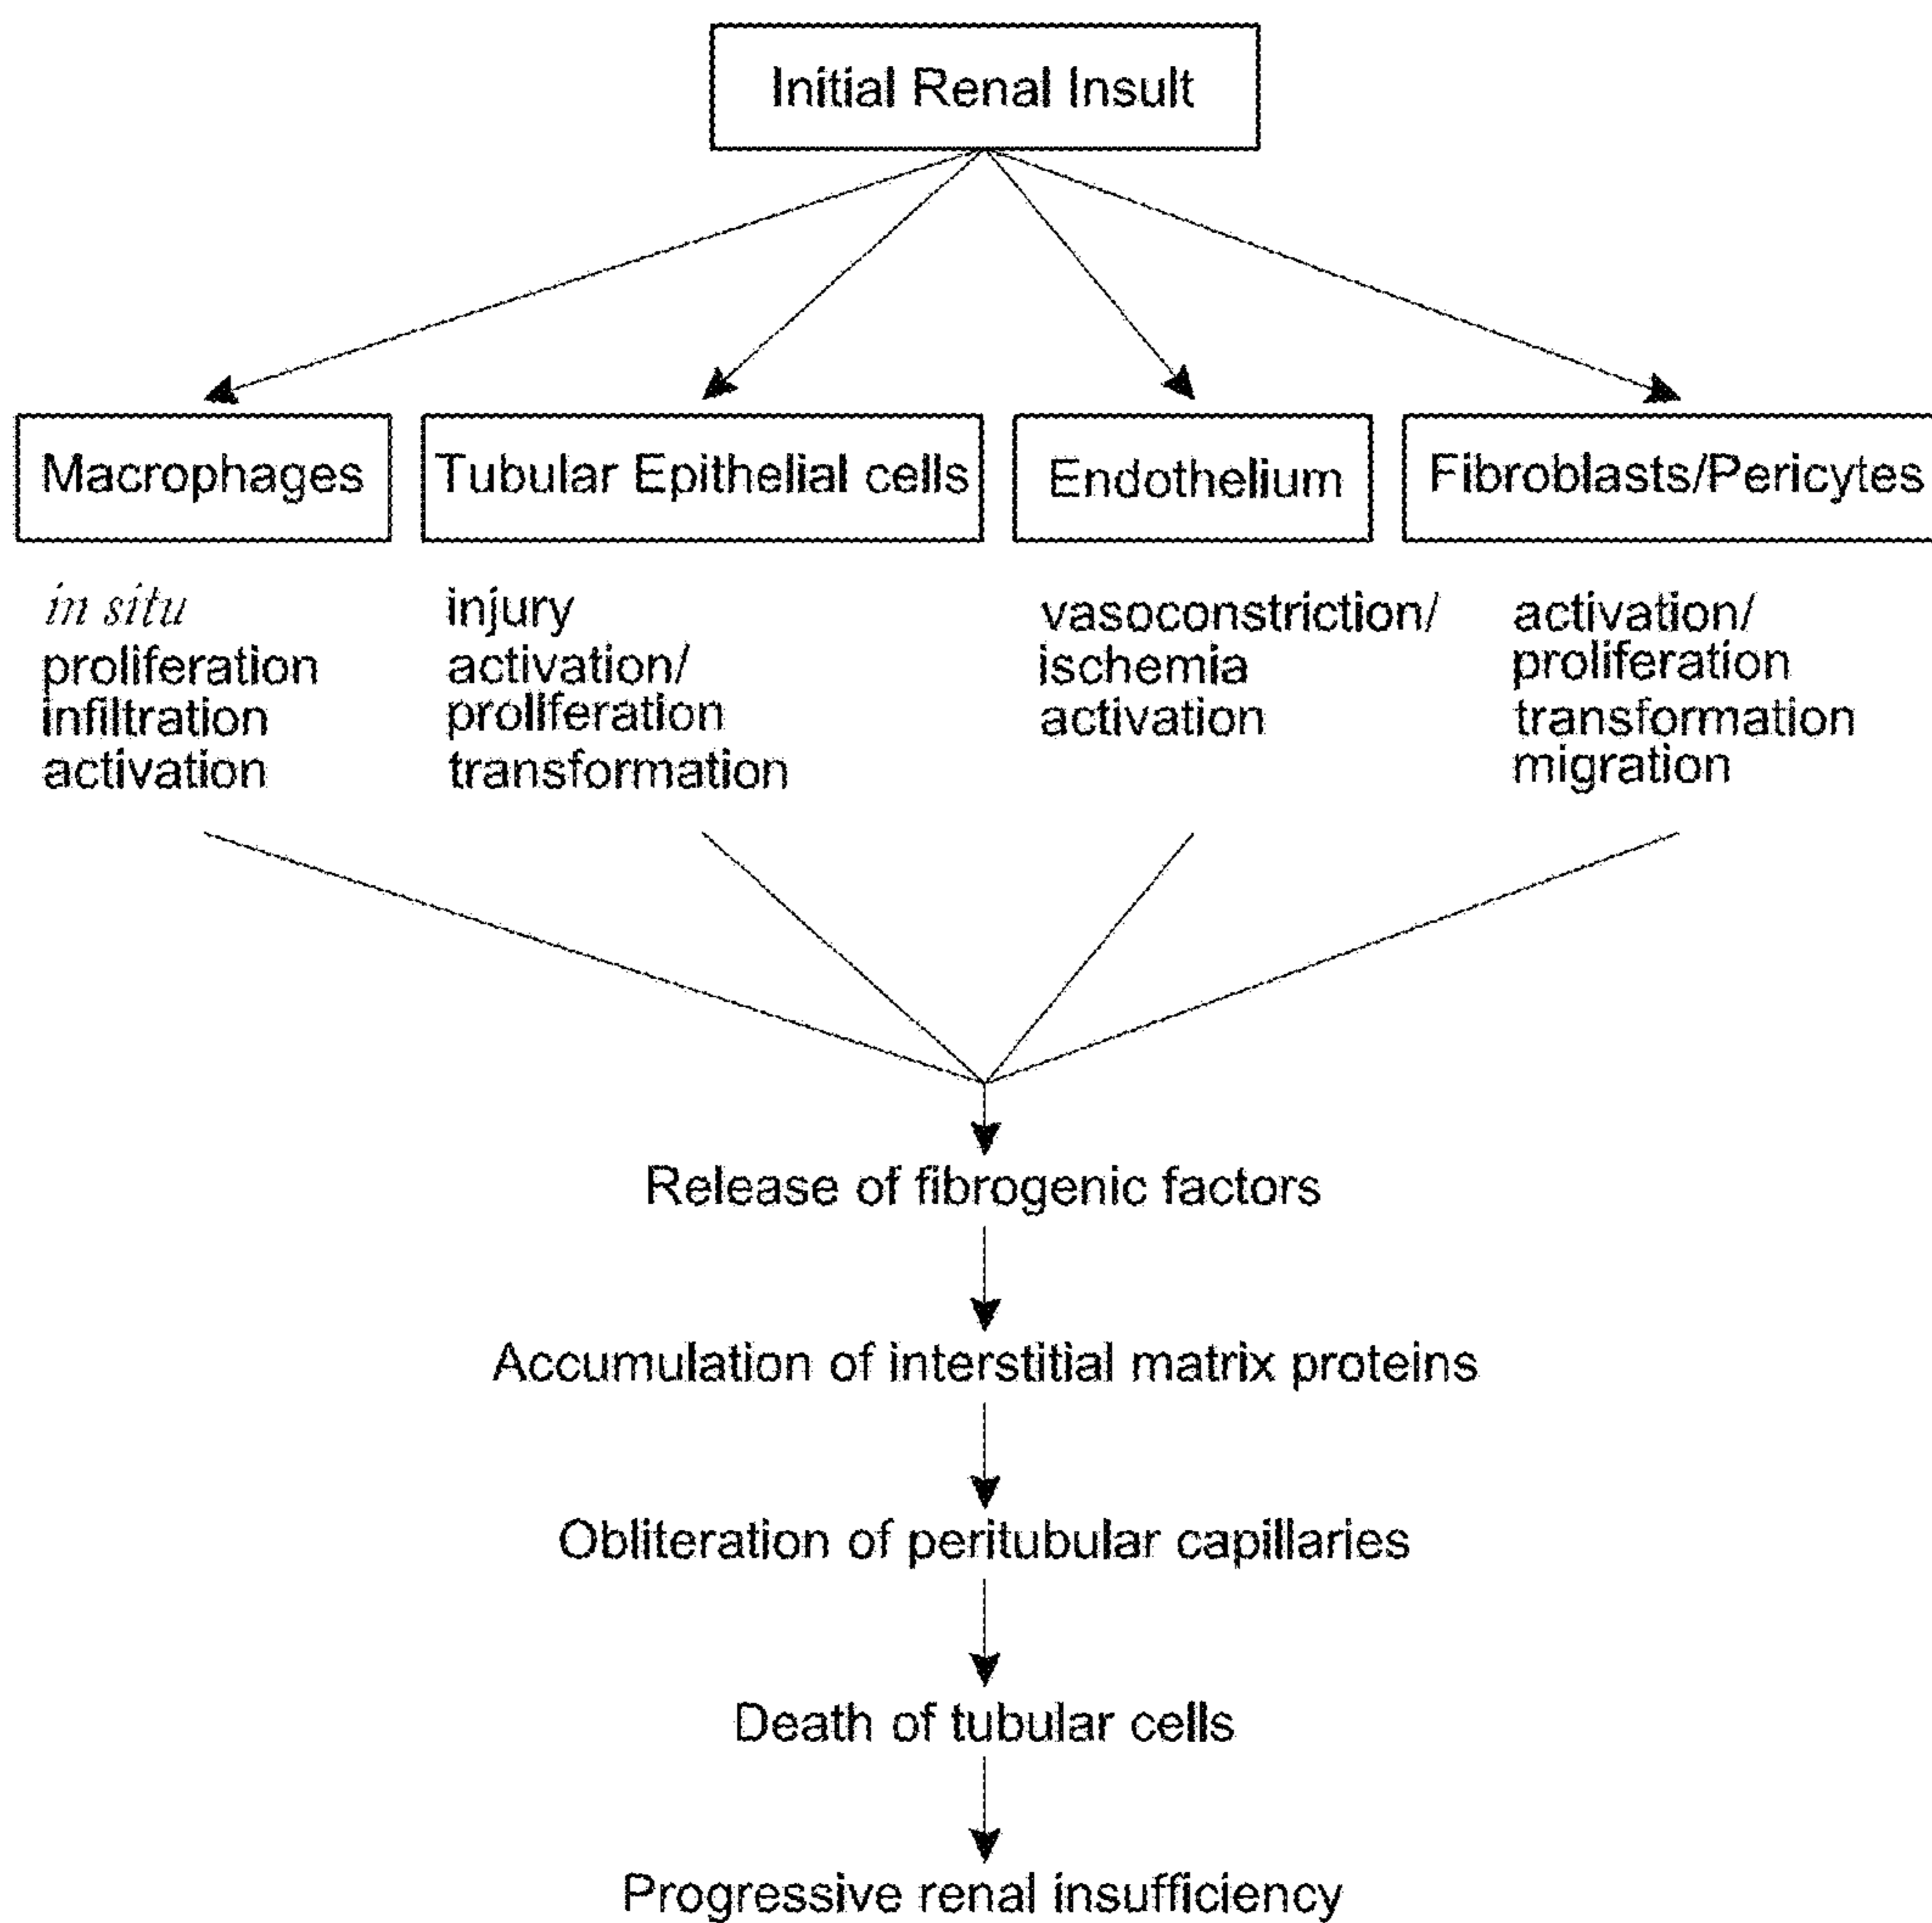 Initial Renal Insult
Macrophages
Tubular Epithelial cells
Endothelium
Fibroblasts/Pericytes
in situ
proliferation
infiltration
activation
injury
activation/
proliferation
transformation
vasoconstriction/
ischemia
activation
activation/
proliferation
transformation
migration
Release of fibrogenic factors
Accumulation of interstitial matrix proteins
Obliteration of peritubular capillaries
Death of tubular cells
Progressive renal insufficiency